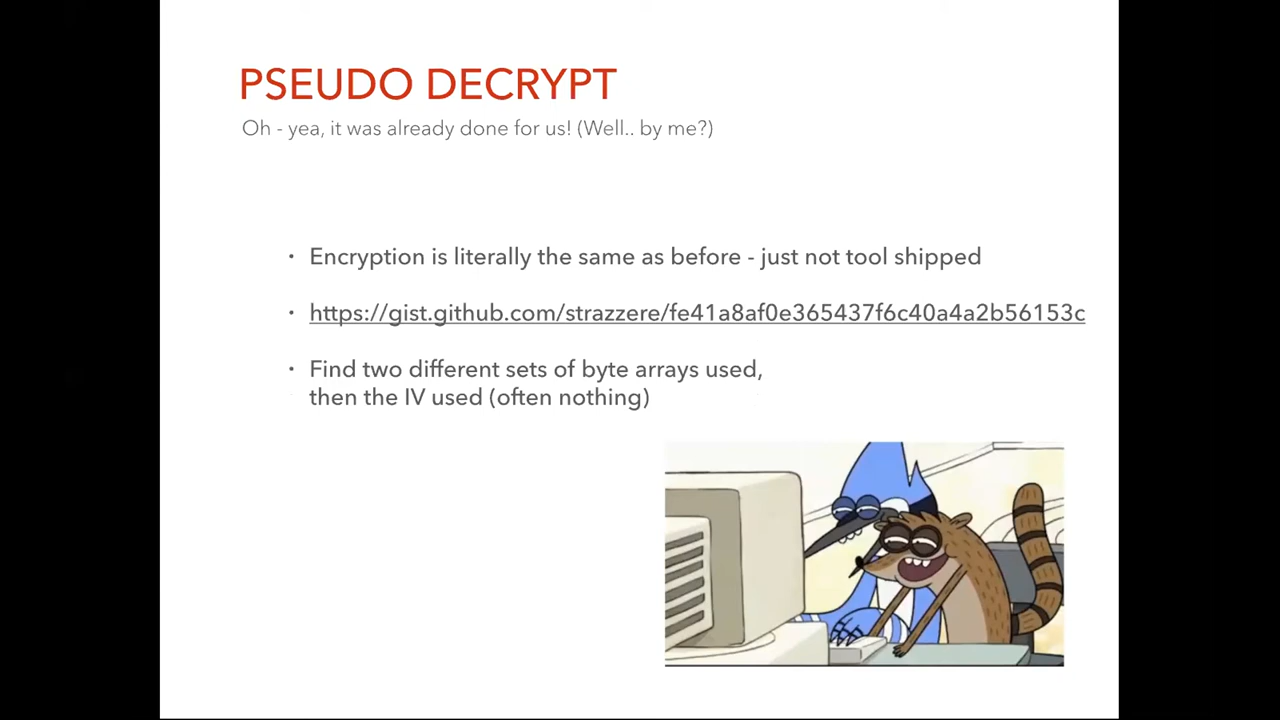 PSEUDO DECRYPT
Oh - yea, it was already done for us! (Well.. by me?)
• Encryption is literally the same as before - just not tool shipped
• https://gist.github.com/strazzere/fe41a8af0e365437f6c40a4a2b56153c
• Find two different sets of byte arrays used,
then the IV used (often nothing)